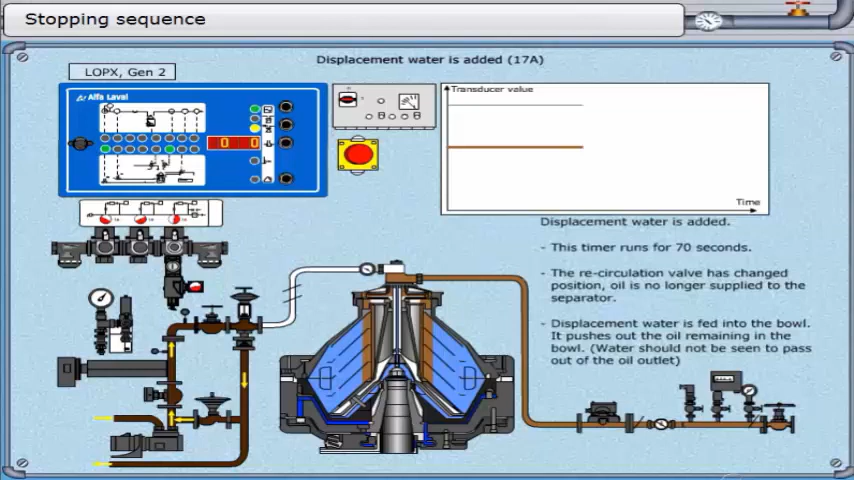 Stopping sequence
Displacement water is added (17A)
LOPX, Gen 2
Alfa Laval
0 0
Transducer value
Time
Displacement water is added.
- This timer runs for 70 seconds.
- The re-circulation valve has changed
position, oil is no longer supplied to the
separator.
- Displacement water is fed into the bowl.
It pushes out the oil remaining in the
bowl. (Water should not be seen to pass
out of the oil outlet)